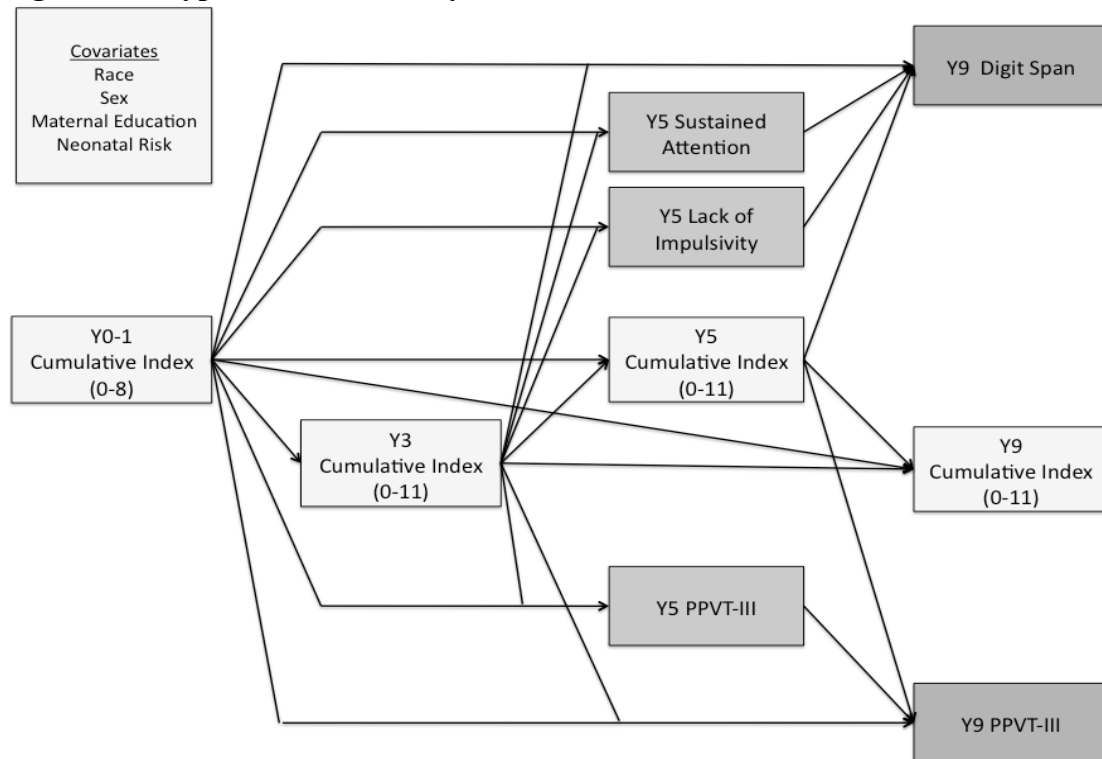 Covariates
Race
Sex
Maternal Education
Neonatal Risk
Y9 Digit Span
Y5 Sustained
Attention
Y5 Lack of
Impulsivity
Y0-1
Cumulative Index
(0-8)
Y5
Cumulative Index
(0-11)
Y3
Cumulative Index
(0-11)
Y9
Cumulative Index
(0-11)
Y5 PPVT-III
Y9 PPVT-III